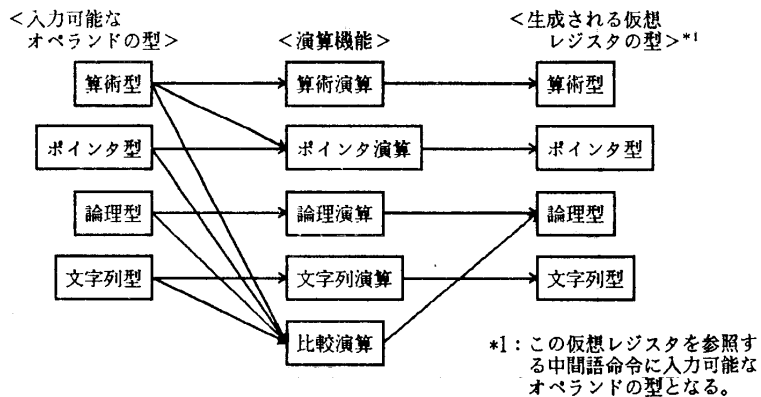 ＜入力可能な
オペランドの型＞
＜演算機能＞
＜生成される仮想
レジスタの型＞*1
算術型
算術演算
算術型
ポインタ型
ポインタ演算
ポインタ型
論理型
論理演算
論理型
文字列型
文字列演算
文字列型
比較演算
*1：この仮想レジスタを参照す
る中間語命令に入力可能な
オペランドの型となる。